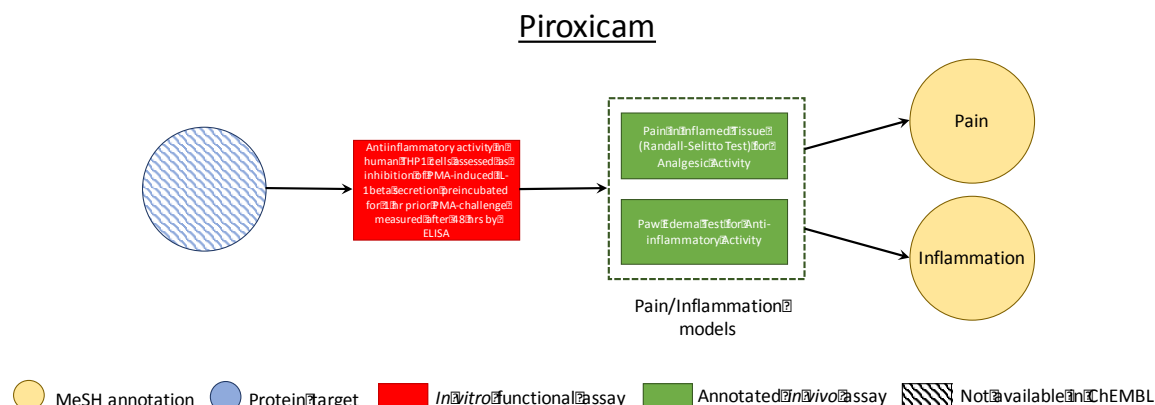 Piroxicam
Antiinflammatory activity in
human THP1 cells assessed as
inhibition of PMA-induced IL-
1beta secretion preincubated
for 1 hr prior PMA-challenge
measured after 48 hrs by
ELISA
Pain in Inflamed Tissue
(Randall-Selitto Test) for
Analgesic Activity
Paw Edema Test for Anti-
inflammatory Activity
Pain/Inflammation
models
Pain
Inflammation
MeSH annotation
Protein target
In vitro functional assay
Annotated in vivo assay
Not available in ChEMBL